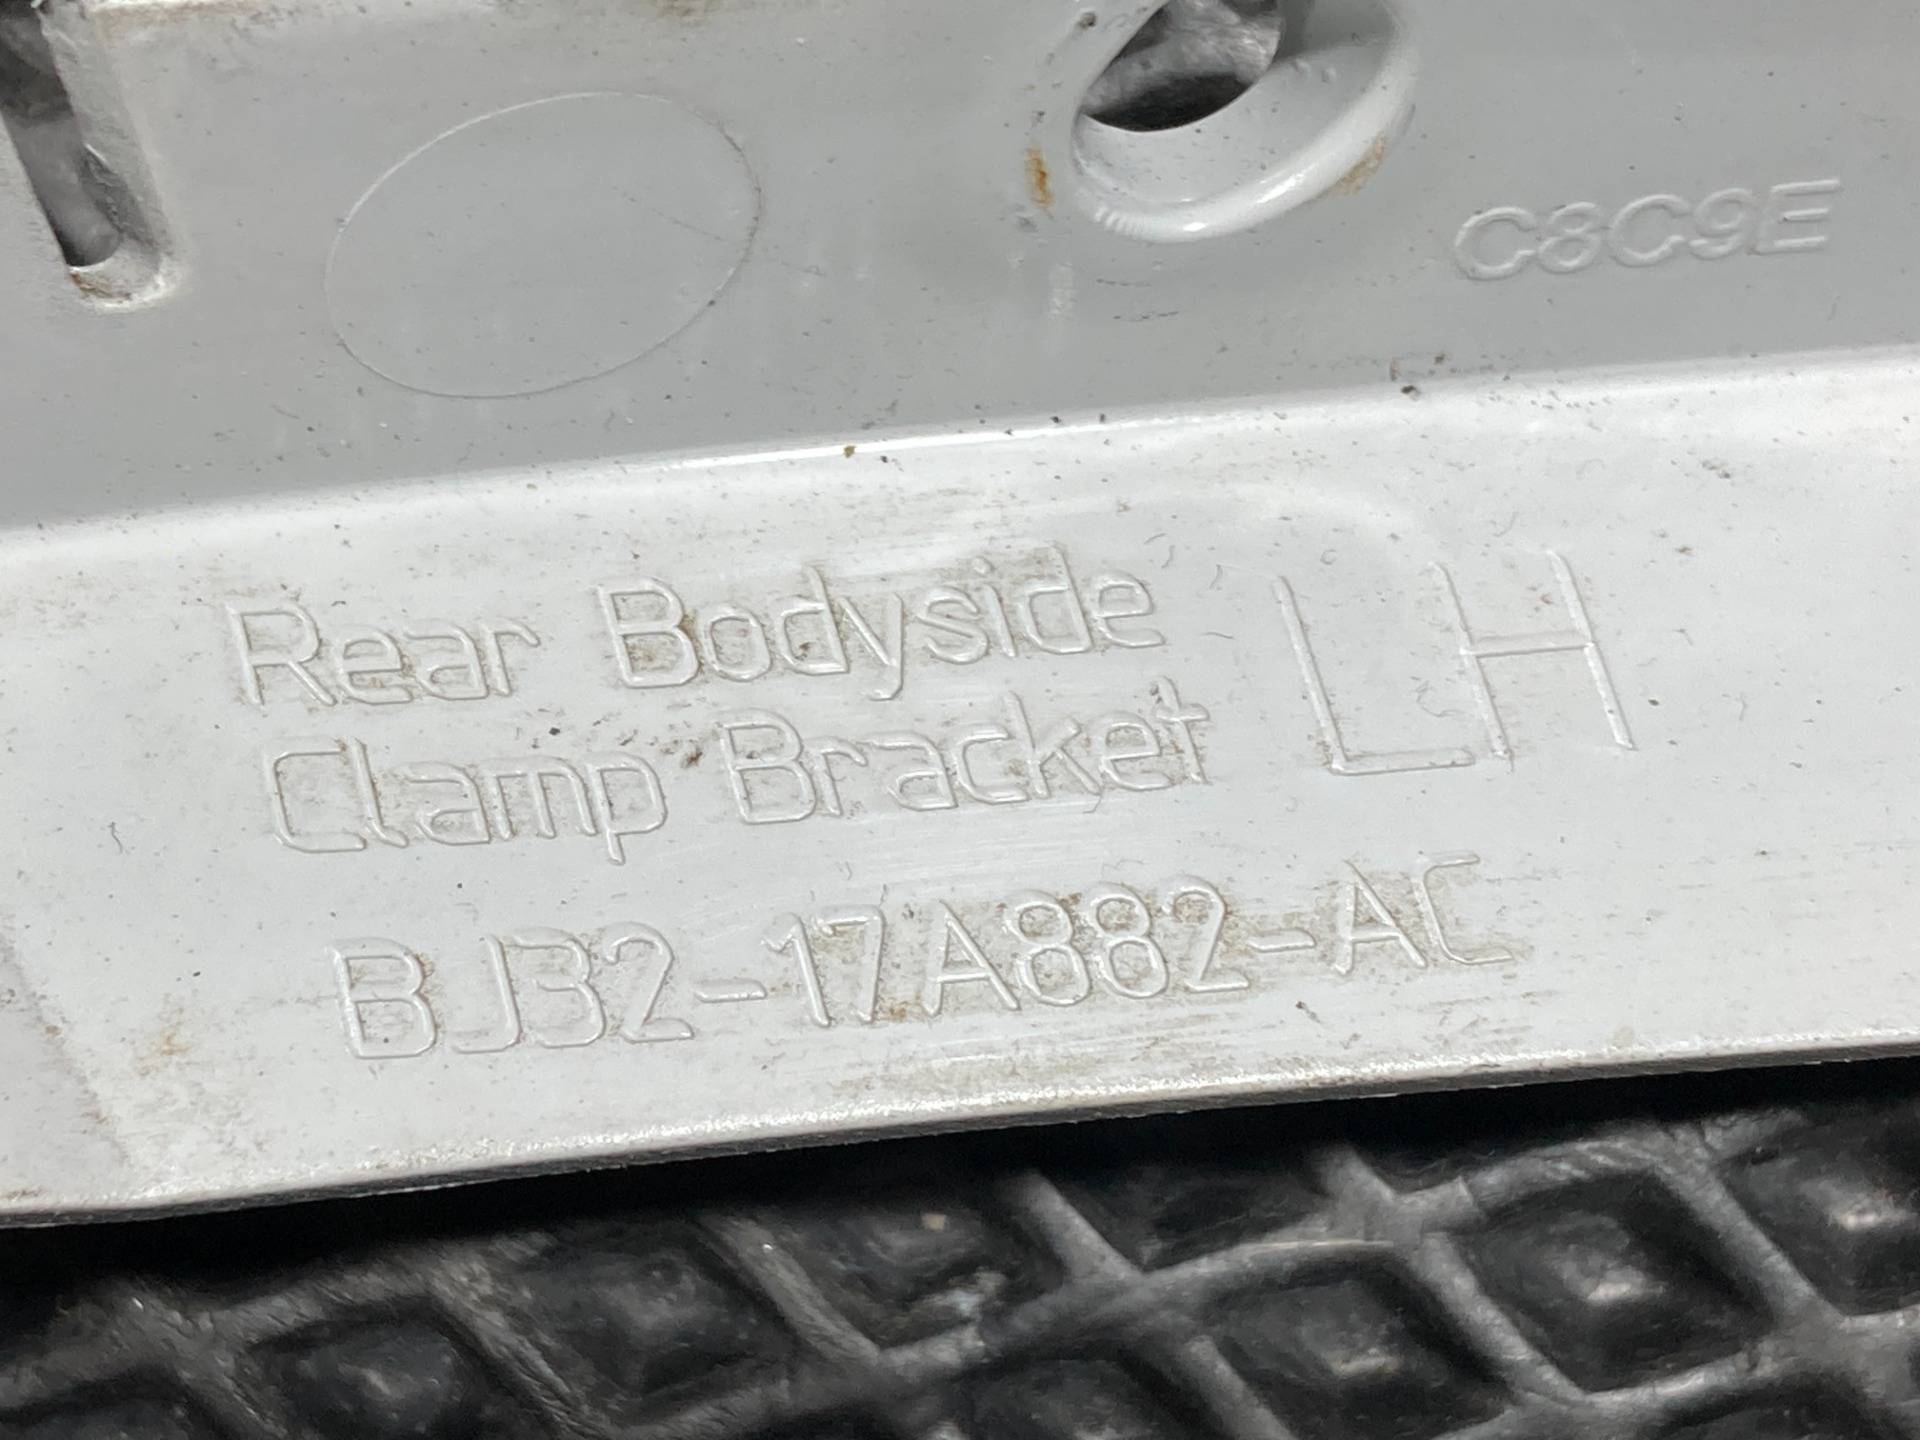 C8C9E
Rear Bodyside
Clamp Bracket LH
BJ32-17A882-AC